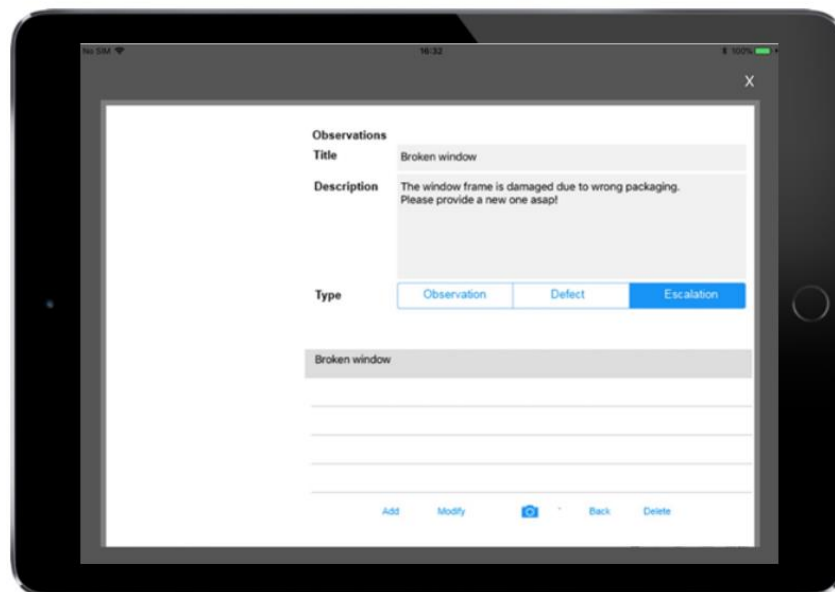 No SIM 16:32 100%
X
Observations
Title Broken window
Description The window frame is damaged due to wrong packaging.
Please provide a new one asap!
Type Observation Defect Escalation
Broken window
Add Modify Back Delete